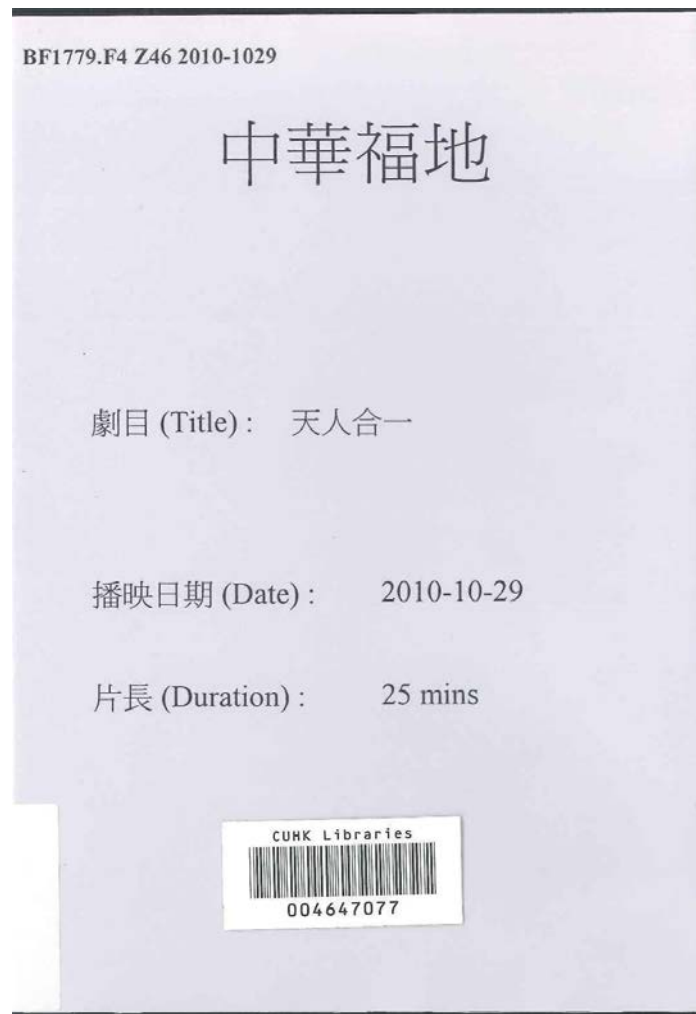 BF1779.F4 Z46 2010-1029
中華福地
劇目 (Title) : 天人合一
播映日期 (Date) : 2010-10-29
片長 (Duration) : 25 mins
CUHK Libraries
004647077